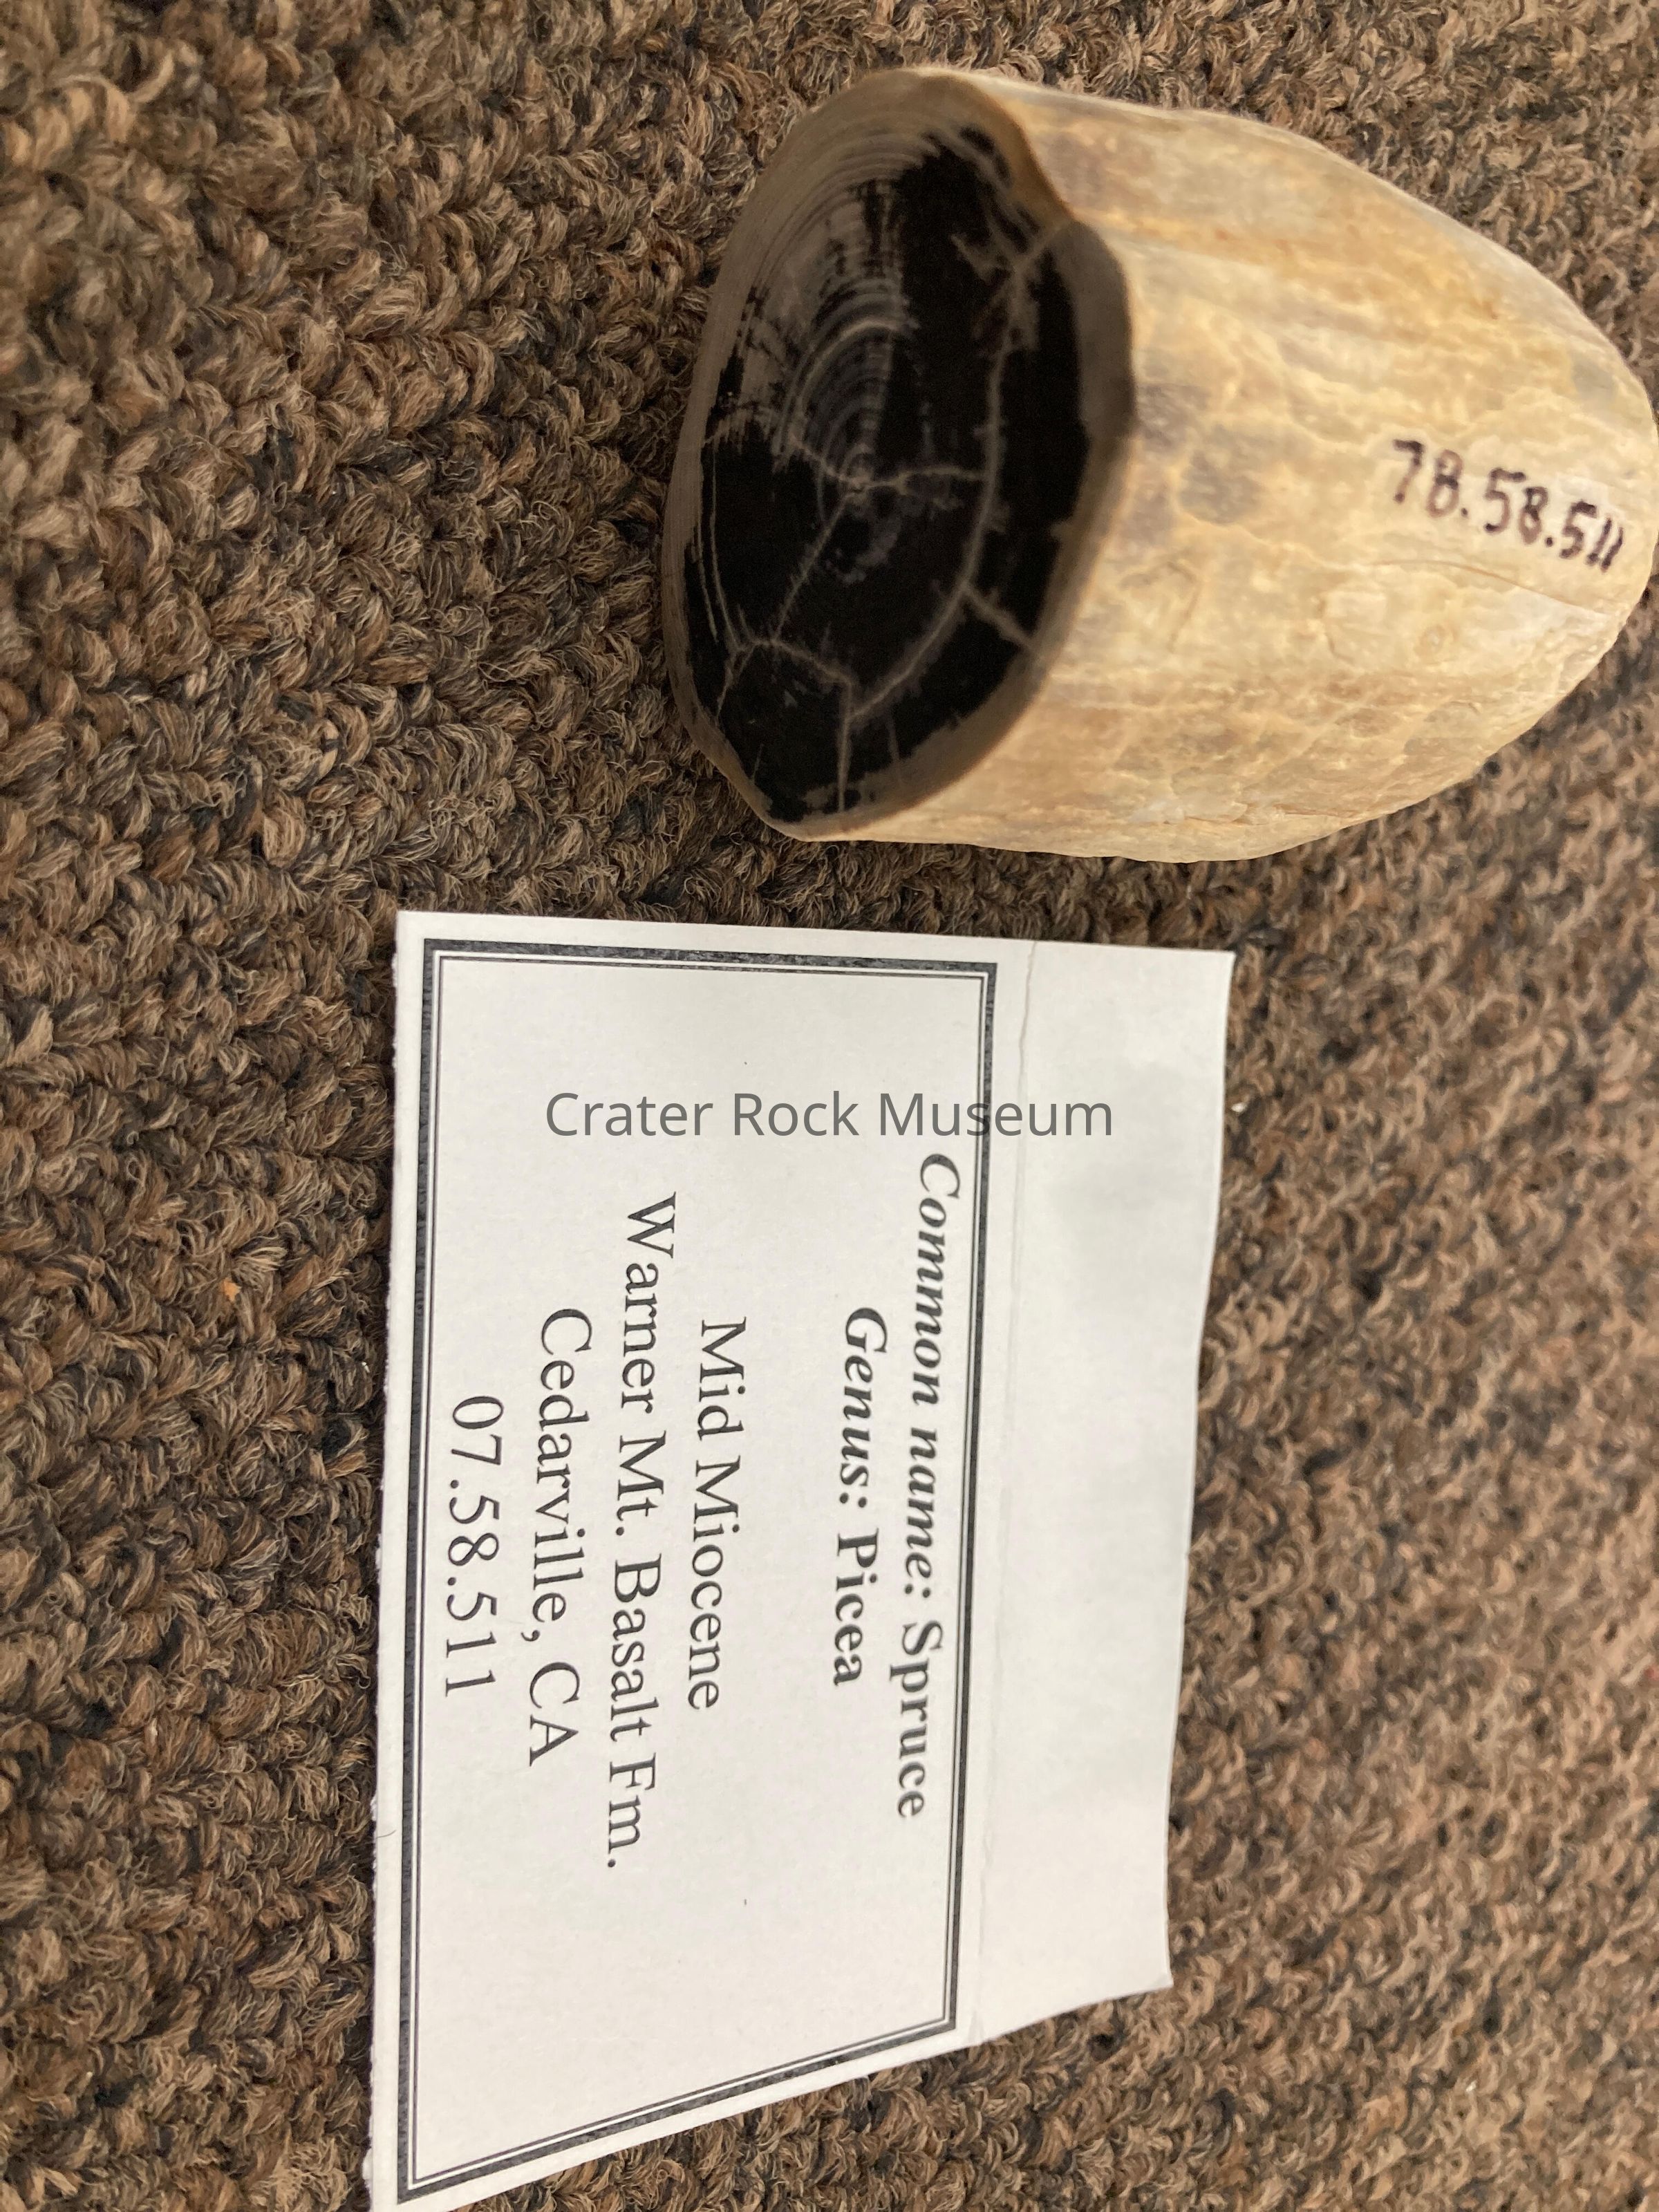 78.58.511
Crater Rock Museum
Common name: Spruce
Genus: Picea
Mid Miocene
Warner Mt. Basalt Fm.
Cedarville, CA
07.58.511